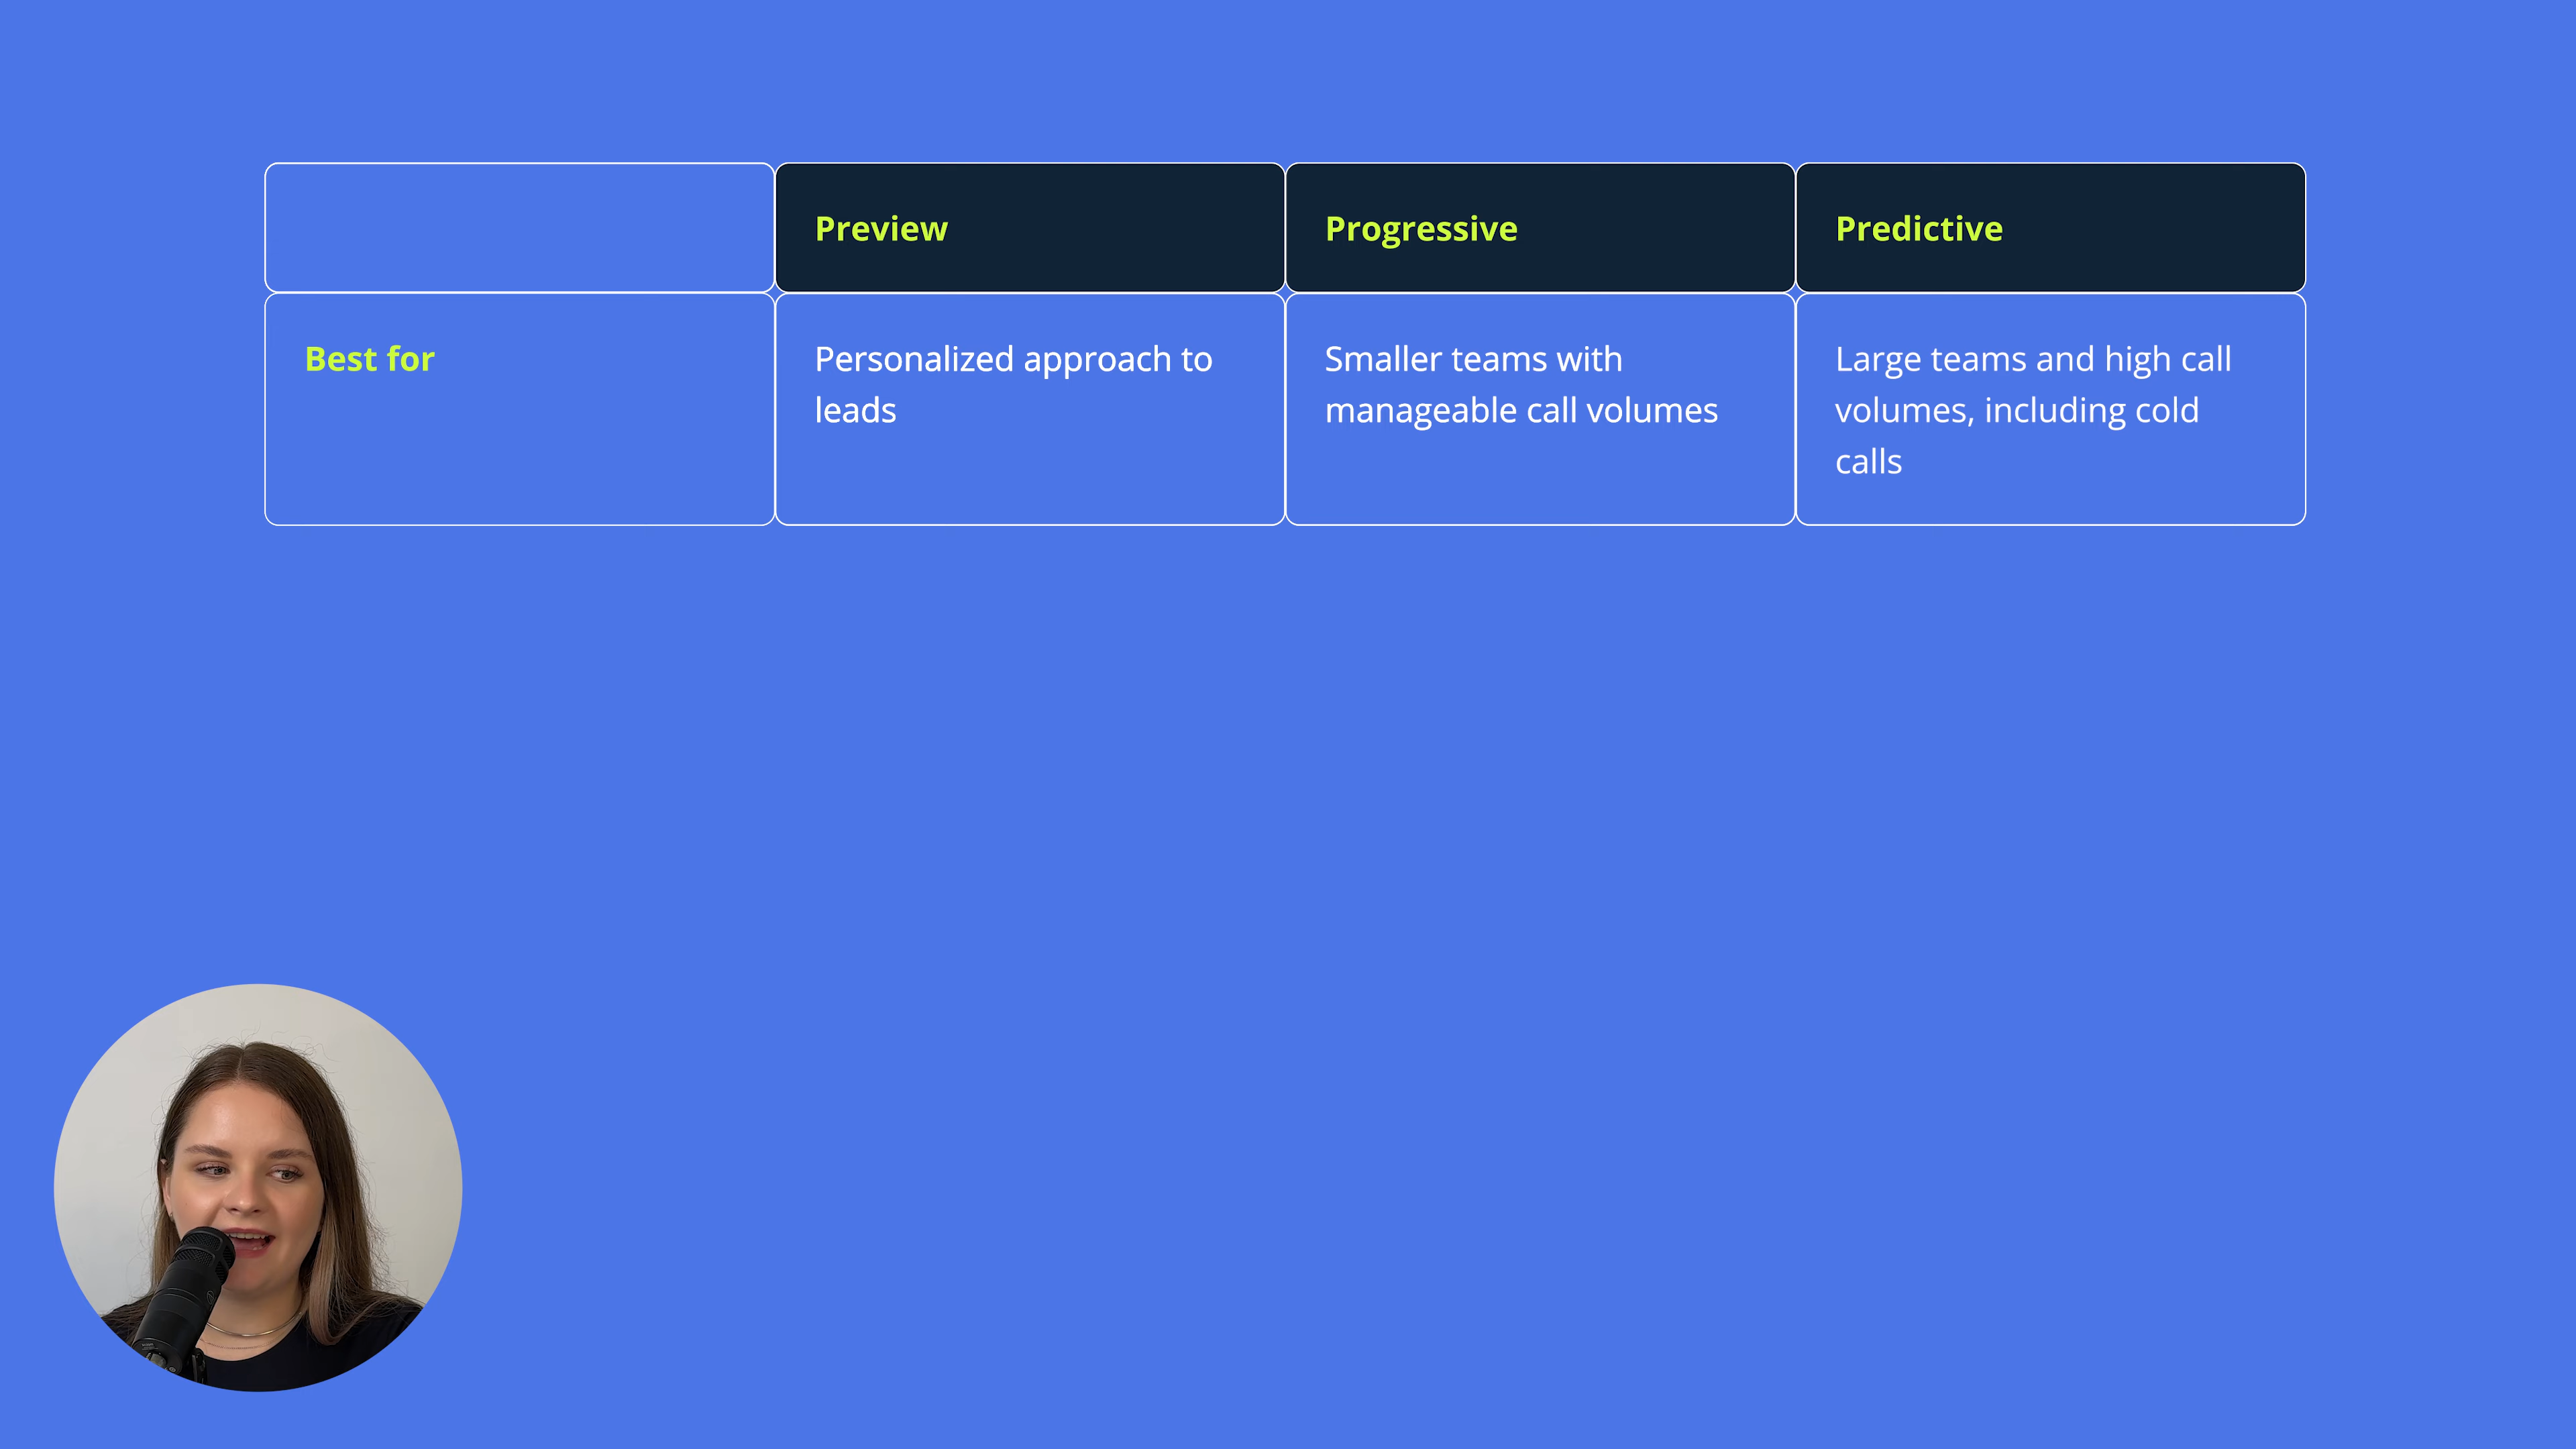 Preview
Progressive
Predictive
Best for
Personalized approach to
leads
Smaller teams with
manageable call volumes
Large teams and high call
volumes, including cold
calls